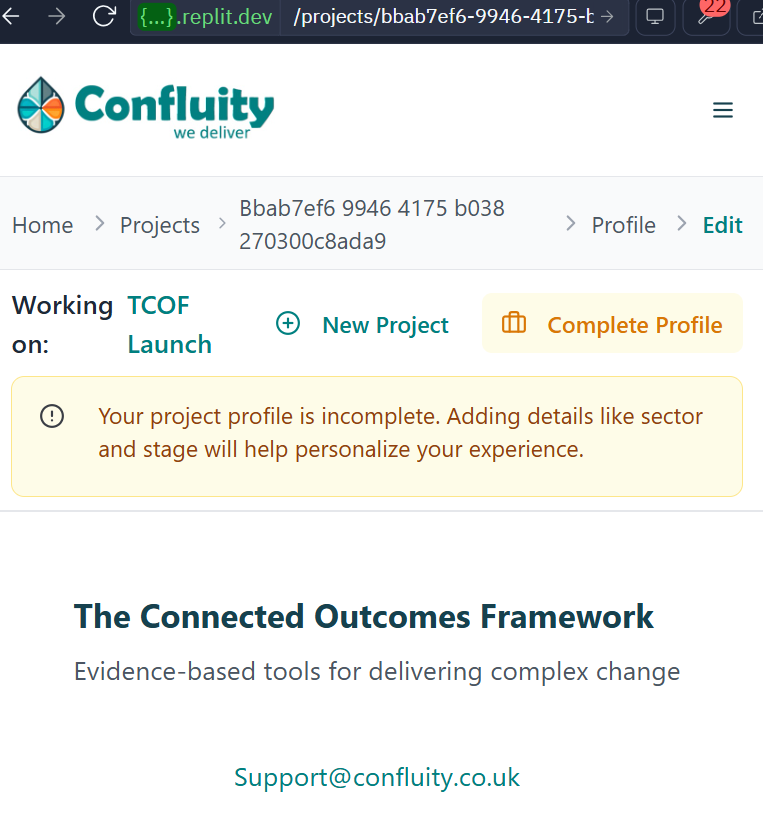 {...}.replit.dev /projects/bbab7ef6-9946-4175-b
22
Confluity
we deliver
Home Projects Bbab7ef6 9946 4175 b038
270300c8ada9 Profile Edit
Working on: TCOF Launch New Project Complete Profile
Your project profile is incomplete. Adding details like sector
and stage will help personalize your experience.
The Connected Outcomes Framework
Evidence-based tools for delivering complex change
Support@confluity.co.uk